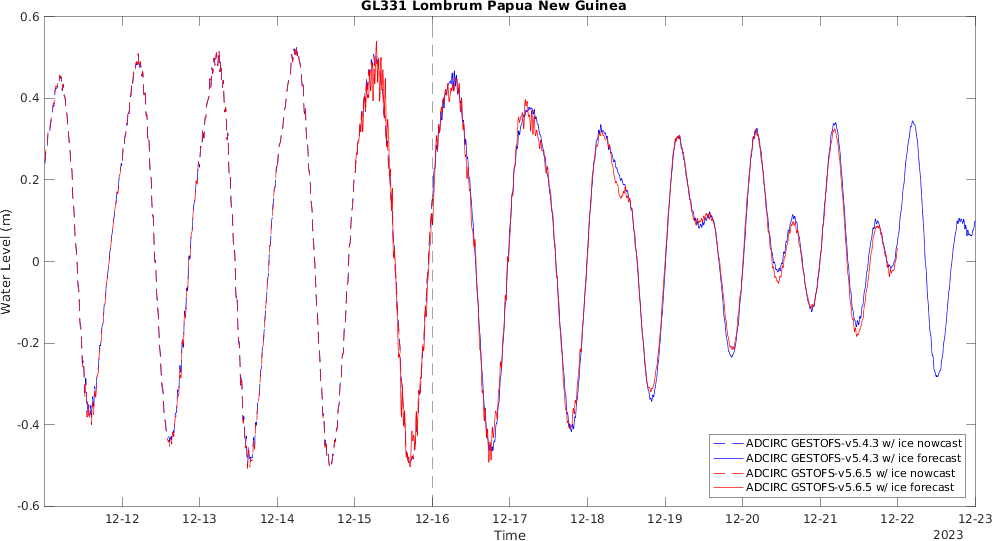 GL331 Lombrum Papua New Guinea
0.6
0.4
0.2
0
-0.2
-0.4
-0.6
Water Level (m)
ADCIRC GESTOFS-v5.4.3 w/ ice nowcast
ADCIRC GESTOFS-v5.4.3 w/ ice forecast
ADCIRC GSTOFS-v5.6.5 w/ ice nowcast
ADCIRC GSTOFS-v5.6.5 w/ ice forecast
12-12 12-13 12-14 12-15 12-16 12-17 12-18 12-19 12-20 12-21 12-22 12-23
Time
2023